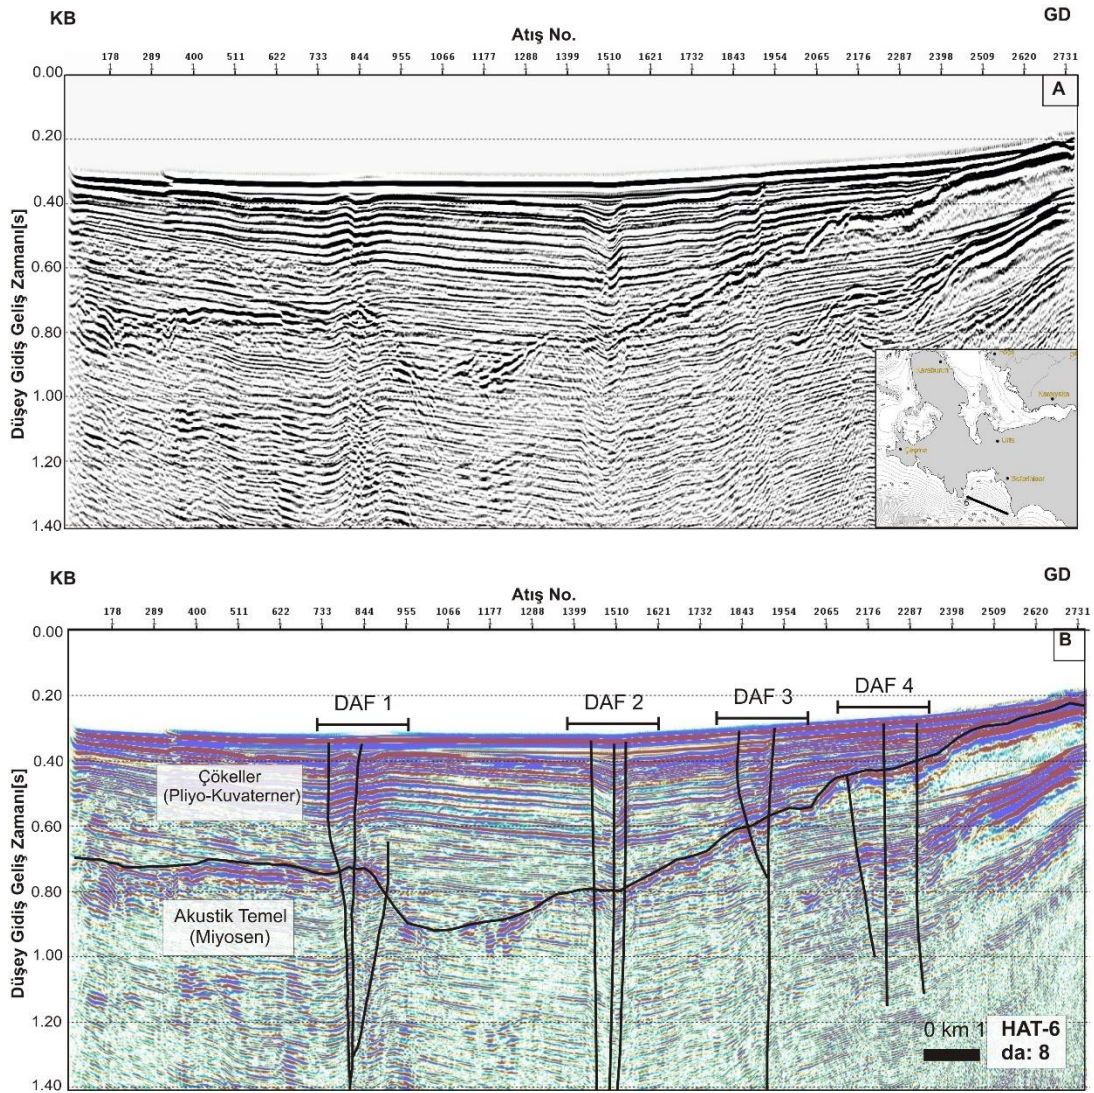 KB
GD
Atış No.
178 289 400 511 622 733 844 955 1066 1177 1288 1399 1510 1621 1732 1843 1954 2065 2176 2287 2398 2509 2620 2731
0.00
A
0.20
0.40
0.60
0.80
1.00
1.20
1.40
Düşey Gidiş Geliş Zamanı[s]
Karaburun
Karşıyaka
Urla
Çeşme
Seferihisar
KB
GD
Atış No.
178 289 400 511 622 733 844 955 1066 1177 1288 1399 1510 1621 1732 1843 1954 2065 2176 2287 2398 2509 2620 2731
0.00
B
0.20
DAF 1
DAF 2
DAF 3
DAF 4
0.40
Çökeller
(Pliyo-Kuvaterner)
0.60
0.80
Akustik Temel
(Miyosen)
1.00
1.20
0 km 1
HAT-6
da: 8
1.40
Düşey Gidiş Geliş Zamanı[s]